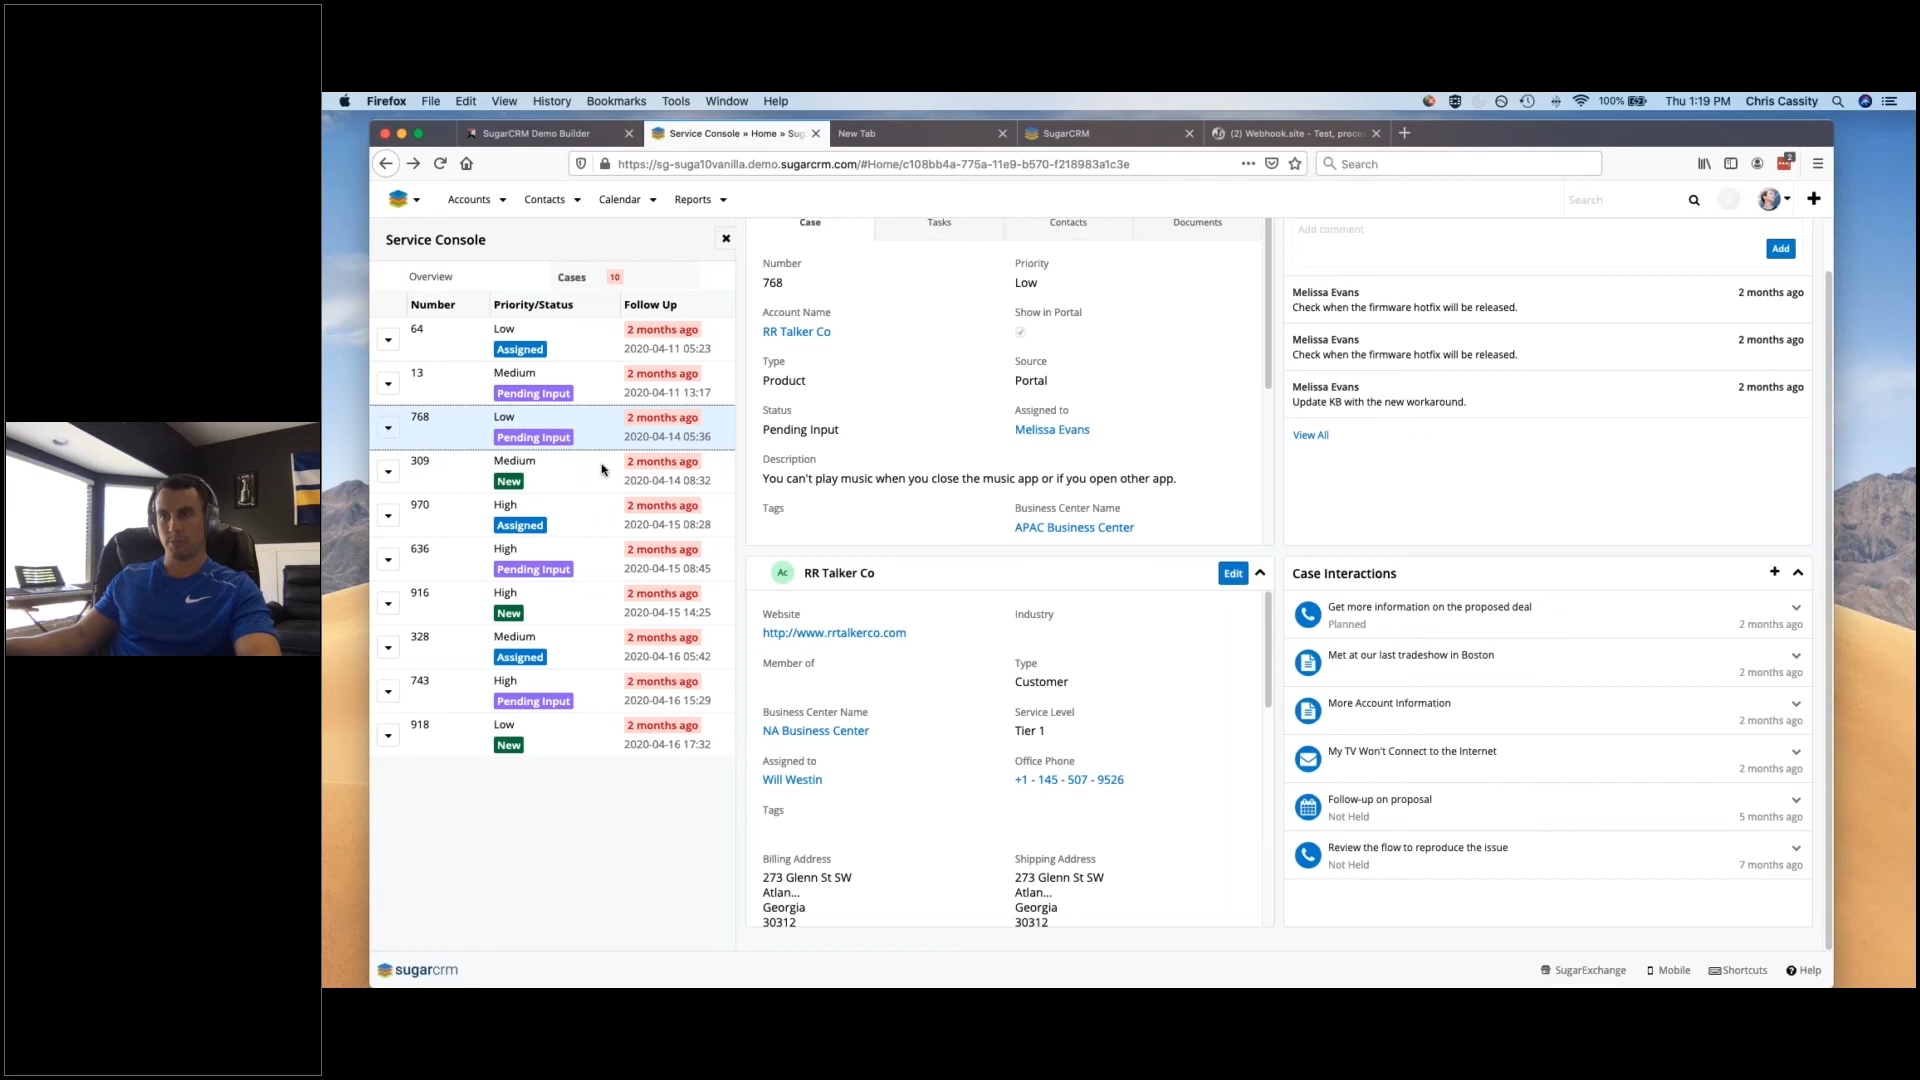 Firefox File Edit View History Bookmarks Tools Window Help 100% Thu 1:19 PM Chris Cassity
SugarCRM Demo Builder
Service Console » Home » Sug
New Tab
SugarCRM
(2) Webhook.site - Test, proce
https://sg-suga10vanilla.demo.sugarcrm.com/#Home/c108bb4a-775a-11e9-b570-f218983a1c3e
Search
2
Accounts Contacts Calendar Reports
Search
Service Console
Overview Cases 10
Number Priority/Status Follow Up
64 Low 2 months ago
Assigned 2020-04-11 05:23
13 Medium 2 months ago
Pending Input 2020-04-11 13:17
768 Low 2 months ago
Pending Input 2020-04-14 05:36
309 Medium 2 months ago
New 2020-04-14 08:32
970 High 2 months ago
Assigned 2020-04-15 08:28
636 High 2 months ago
Pending Input 2020-04-15 08:45
916 High 2 months ago
New 2020-04-15 14:25
328 Medium 2 months ago
Assigned 2020-04-16 05:42
743 High 2 months ago
Pending Input 2020-04-16 15:29
918 Low 2 months ago
New 2020-04-16 17:32
Case Tasks Contacts Documents
Number Priority
768 Low
Account Name Show in Portal
RR Talker Co
Type Source
Product Portal
Status Assigned to
Pending Input Melissa Evans
Description
You can't play music when you close the music app or if you open other app.
Tags Business Center Name
APAC Business Center
Ac RR Talker Co Edit
Website Industry
http://www.rrtalkerco.com
Member of Type
Customer
Business Center Name Service Level
NA Business Center Tier 1
Assigned to Office Phone
Will Westin +1 - 145 - 507 - 9526
Tags
Billing Address Shipping Address
273 Glenn St SW 273 Glenn St SW
Atlan... Atlan...
Georgia Georgia
30312 30312
Add comment
Add
Melissa Evans 2 months ago
Check when the firmware hotfix will be released.
Melissa Evans 2 months ago
Check when the firmware hotfix will be released.
Melissa Evans 2 months ago
Update KB with the new workaround.
View All
Case Interactions
Get more information on the proposed deal
Planned 2 months ago
Met at our last tradeshow in Boston
2 months ago
More Account Information
2 months ago
My TV Won't Connect to the Internet
2 months ago
Follow-up on proposal
Not Held 5 months ago
Review the flow to reproduce the issue
Not Held 7 months ago
sugarcrm
SugarExchange Mobile Shortcuts Help